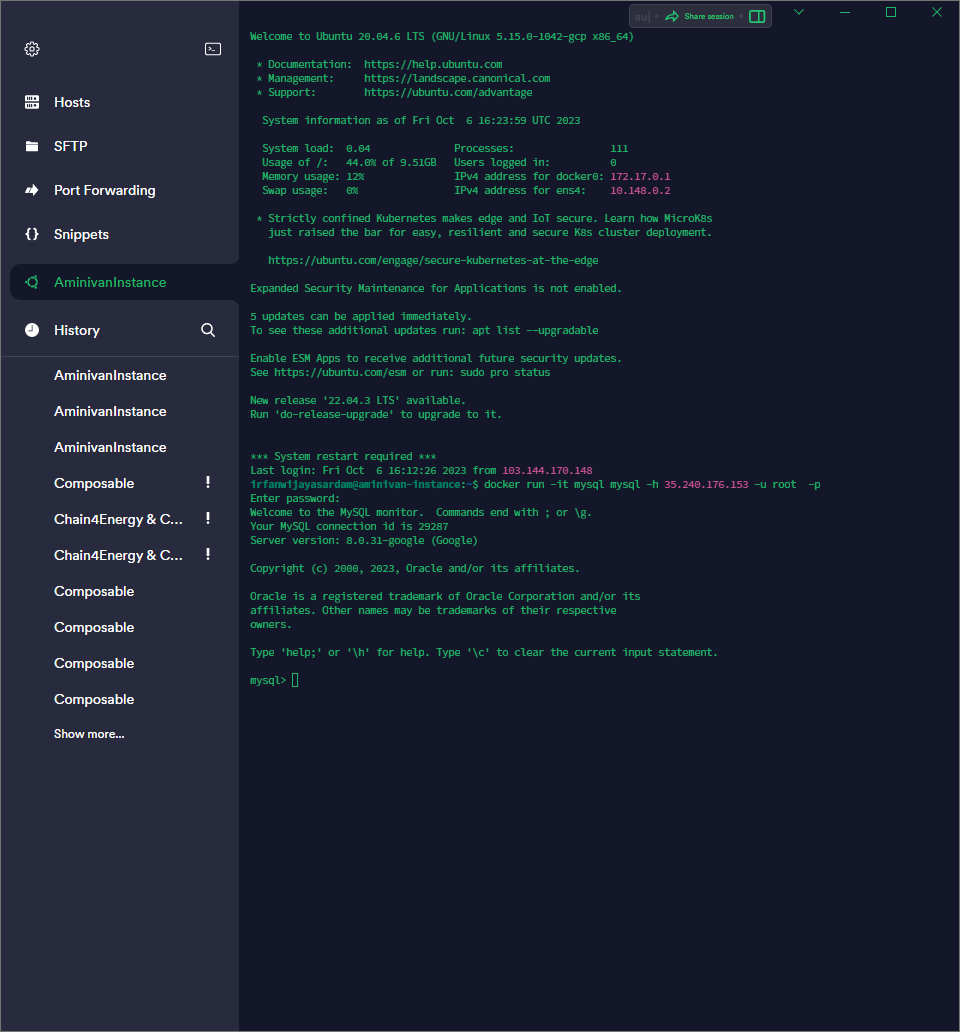 au|
Share session
Hosts
SFTP
Port Forwarding
{} Snippets
AminivanInstance
History
AminivanInstance
AminivanInstance
AminivanInstance
Composable !
Chain4Energy & C... !
Chain4Energy & C... !
Composable
Composable
Composable
Composable
Show more...
Welcome to Ubuntu 20.04.6 LTS (GNU/Linux 5.15.0-1042-gcp x86_64)
* Documentation:  https://help.ubuntu.com
* Management:     https://landscape.canonical.com
* Support:        https://ubuntu.com/advantage
System information as of Fri Oct  6 16:23:59 UTC 2023
System load:  0.04               Processes:                111
Usage of /:   44.0% of 9.51GB   Users logged in:          0
Memory usage: 12%               IPv4 address for docker0: 172.17.0.1
Swap usage:   0%                IPv4 address for ens4:    10.148.0.2
* Strictly confined Kubernetes makes edge and IoT secure. Learn how MicroK8s
just raised the bar for easy, resilient and secure K8s cluster deployment.
https://ubuntu.com/engage/secure-kubernetes-at-the-edge
Expanded Security Maintenance for Applications is not enabled.
5 updates can be applied immediately.
To see these additional updates run: apt list --upgradable
Enable ESM Apps to receive additional future security updates.
See https://ubuntu.com/esm or run: sudo pro status
New release '22.04.3 LTS' available.
Run 'do-release-upgrade' to upgrade to it.
*** System restart required ***
Last login: Fri Oct  6 16:12:26 2023 from 103.144.170.148
irfanwijayasardam@aminivan-instance:~$ docker run -it mysql mysql -h 35.240.176.153 -u root  -p
Enter password:
Welcome to the MySQL monitor.  Commands end with ; or \g.
Your MySQL connection id is 29287
Server version: 8.0.31-google (Google)
Copyright (c) 2000, 2023, Oracle and/or its affiliates.
Oracle is a registered trademark of Oracle Corporation and/or its
affiliates. Other names may be trademarks of their respective
owners.
Type 'help;' or '\h' for help. Type '\c' to clear the current input statement.
mysql>